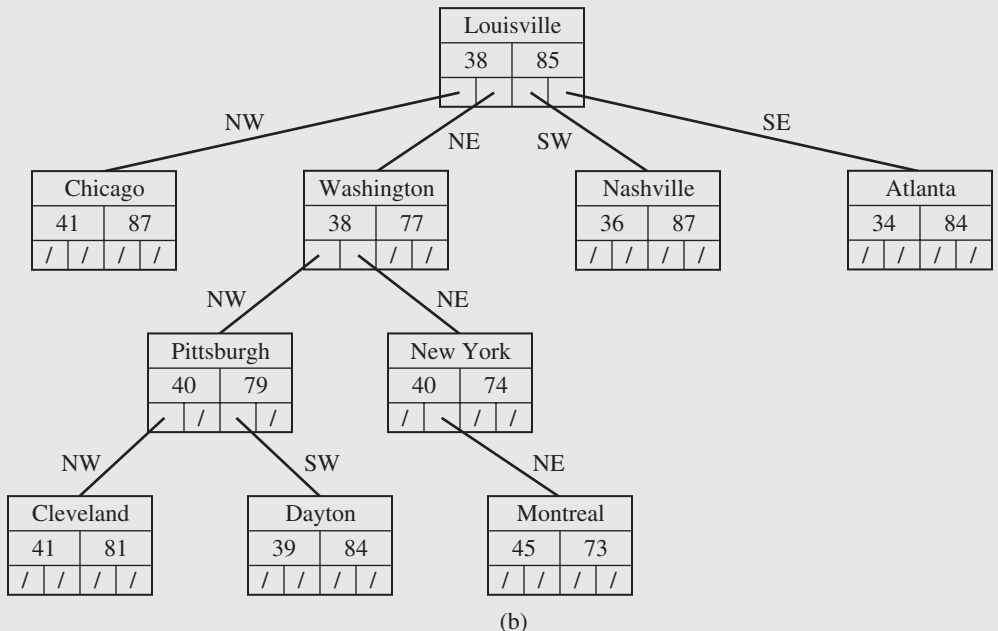 Louisville
38 85
NW
NE
SW
SE
Chicago
41 87
/ / / /
Washington
38 77
/ /
Nashville
36 87
/ / / /
Atlanta
34 84
/ / / /
NW
NE
Pittsburgh
40 79
/ /
New York
40 74
/ / /
NW
SW
NE
Cleveland
41 81
/ / / /
Dayton
39 84
/ / / /
Montreal
45 73
/ / / /
(b)